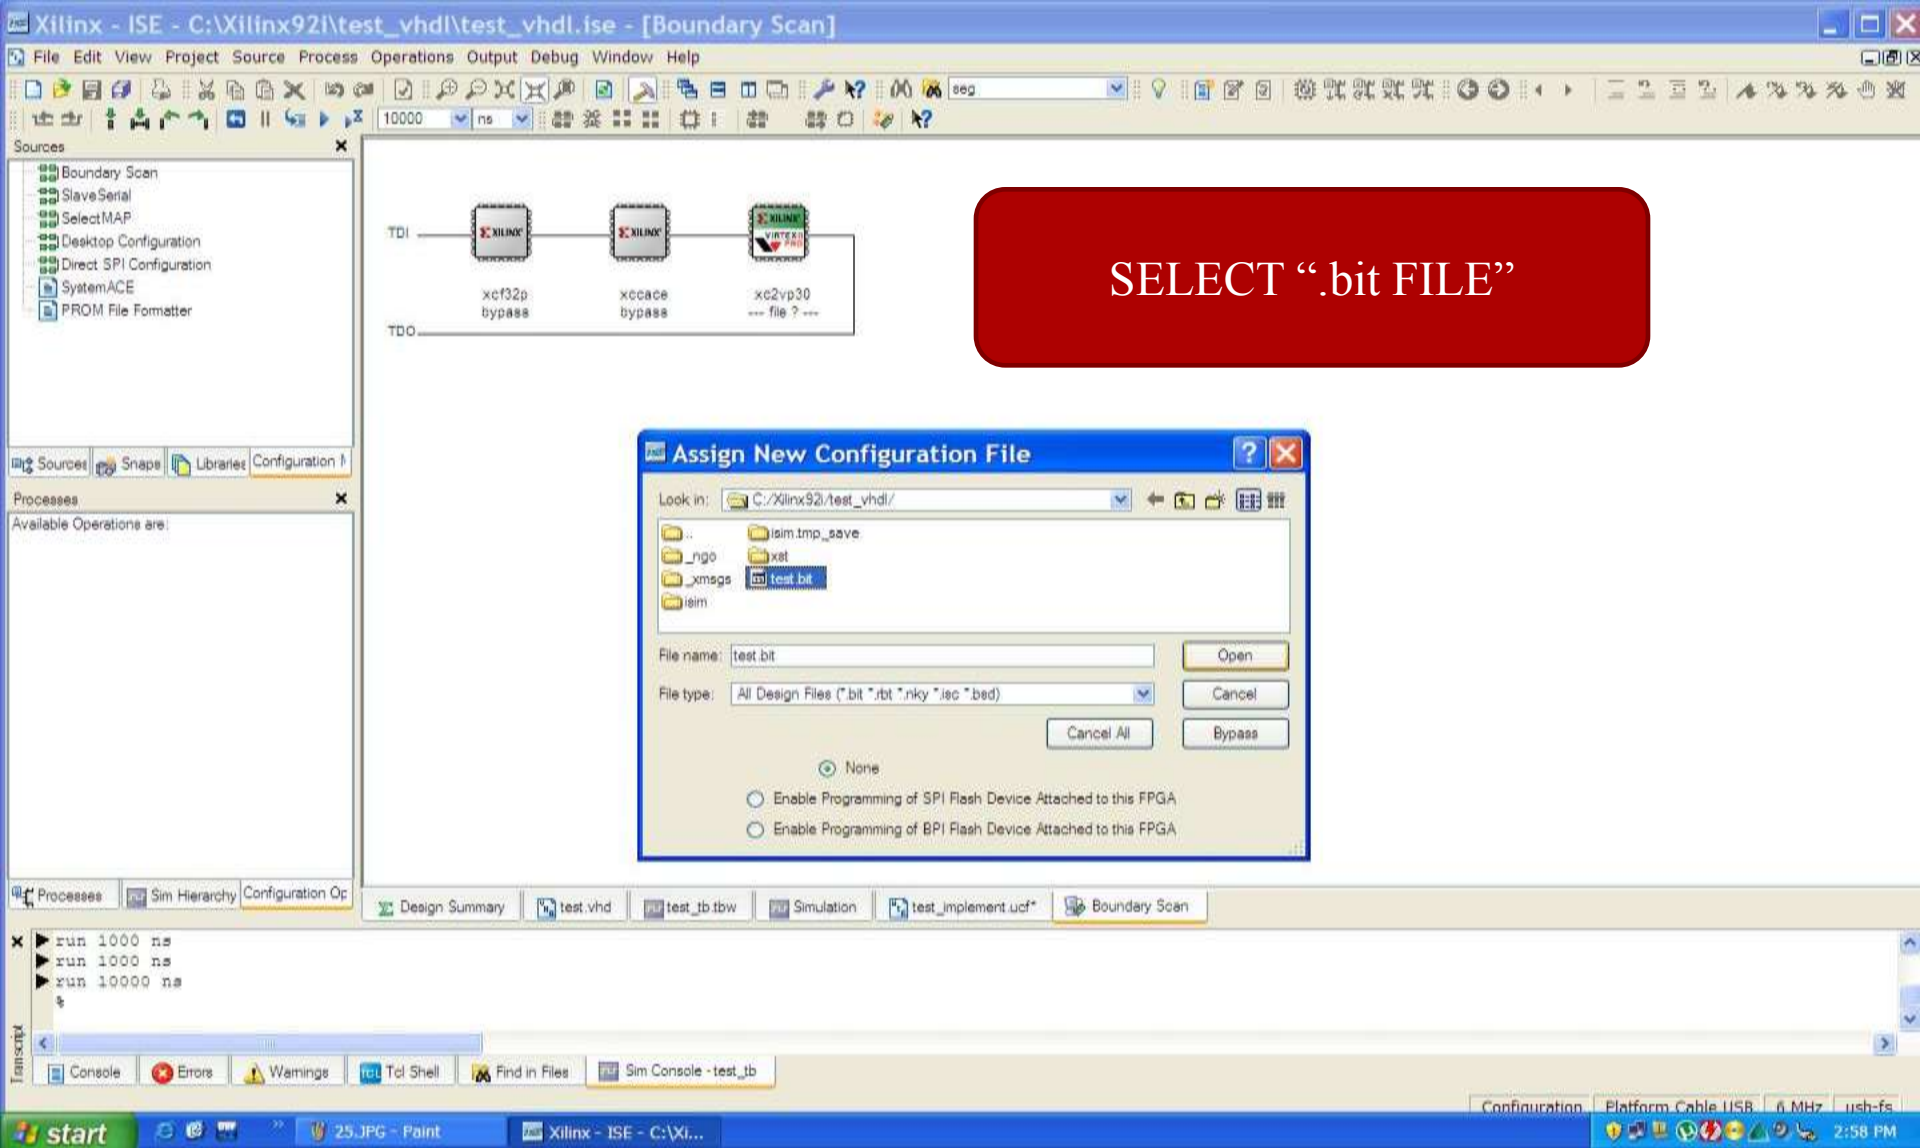 Xilinx - ISE - C:\Xilinx92i\test_vhdl\test_vhdl.ise - [Boundary Scan]
File Edit View Project Source Process Operations Output Debug Window Help
seg
10000 ns
Sources
Boundary Scan
SlaveSerial
SelectMAP
Desktop Configuration
Direct SPI Configuration
SystemACE
PROM File Formatter
Sources Snaps Libraries Configuration M
Processes
Available Operations are:
Processes Sim Hierarchy Configuration Op
TDI
XILINX
XILINX
XILINX
VIRTEX II
PRO
xcf32p
bypass
xccace
bypass
xc2vp30
--- file ? ---
TDO
SELECT “.bit FILE”
Assign New Configuration File
Look in: C:/Xilinx92i/test_vhdl/
..
_ngo
_xmsgs
isim
isim.tmp_save
xst
test.bit
File name: test.bit
Open
File type: All Design Files (*.bit *.rbt *.nky *.isc *.bsd)
Cancel
Cancel All
Bypass
None
Enable Programming of SPI Flash Device Attached to this FPGA
Enable Programming of BPI Flash Device Attached to this FPGA
Design Summary test.vhd test_tb.tbw Simulation test_implement.ucf* Boundary Scan
run 1000 ns
run 1000 ns
run 10000 ns
%
Transcript
Console Errors Warnings Tcl Shell Find in Files Sim Console - test_tb
Configuration Platform Cable USB 6 MHz usb-fs
start 25.JPG - Paint Xilinx - ISE - C:\Xi... 2:58 PM